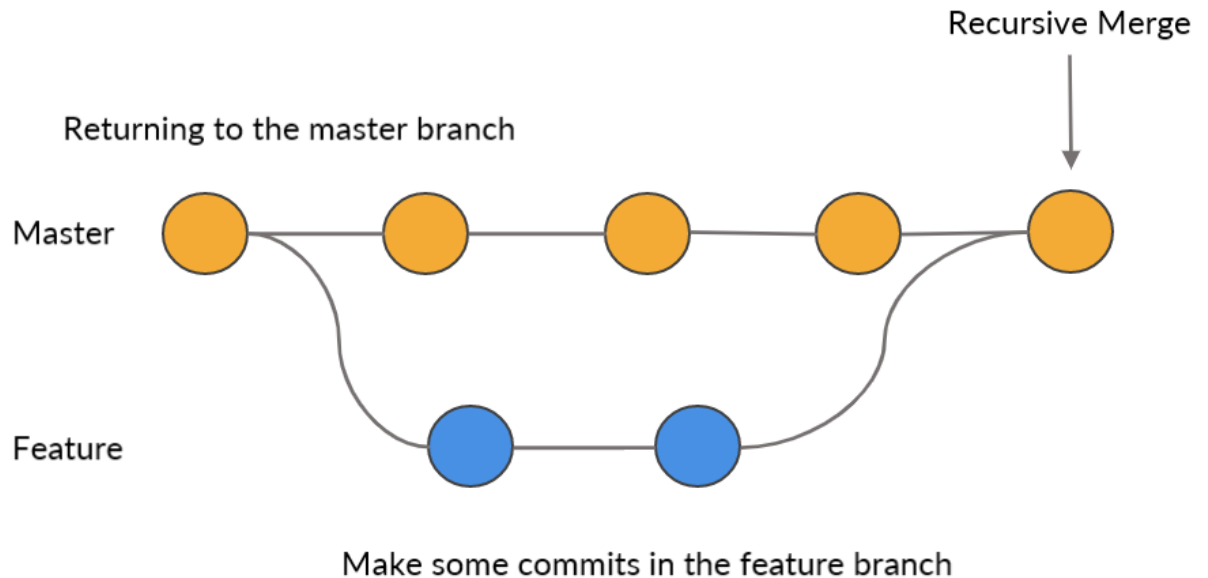 Recursive Merge
Returning to the master branch
Master
Feature
Make some commits in the feature branch